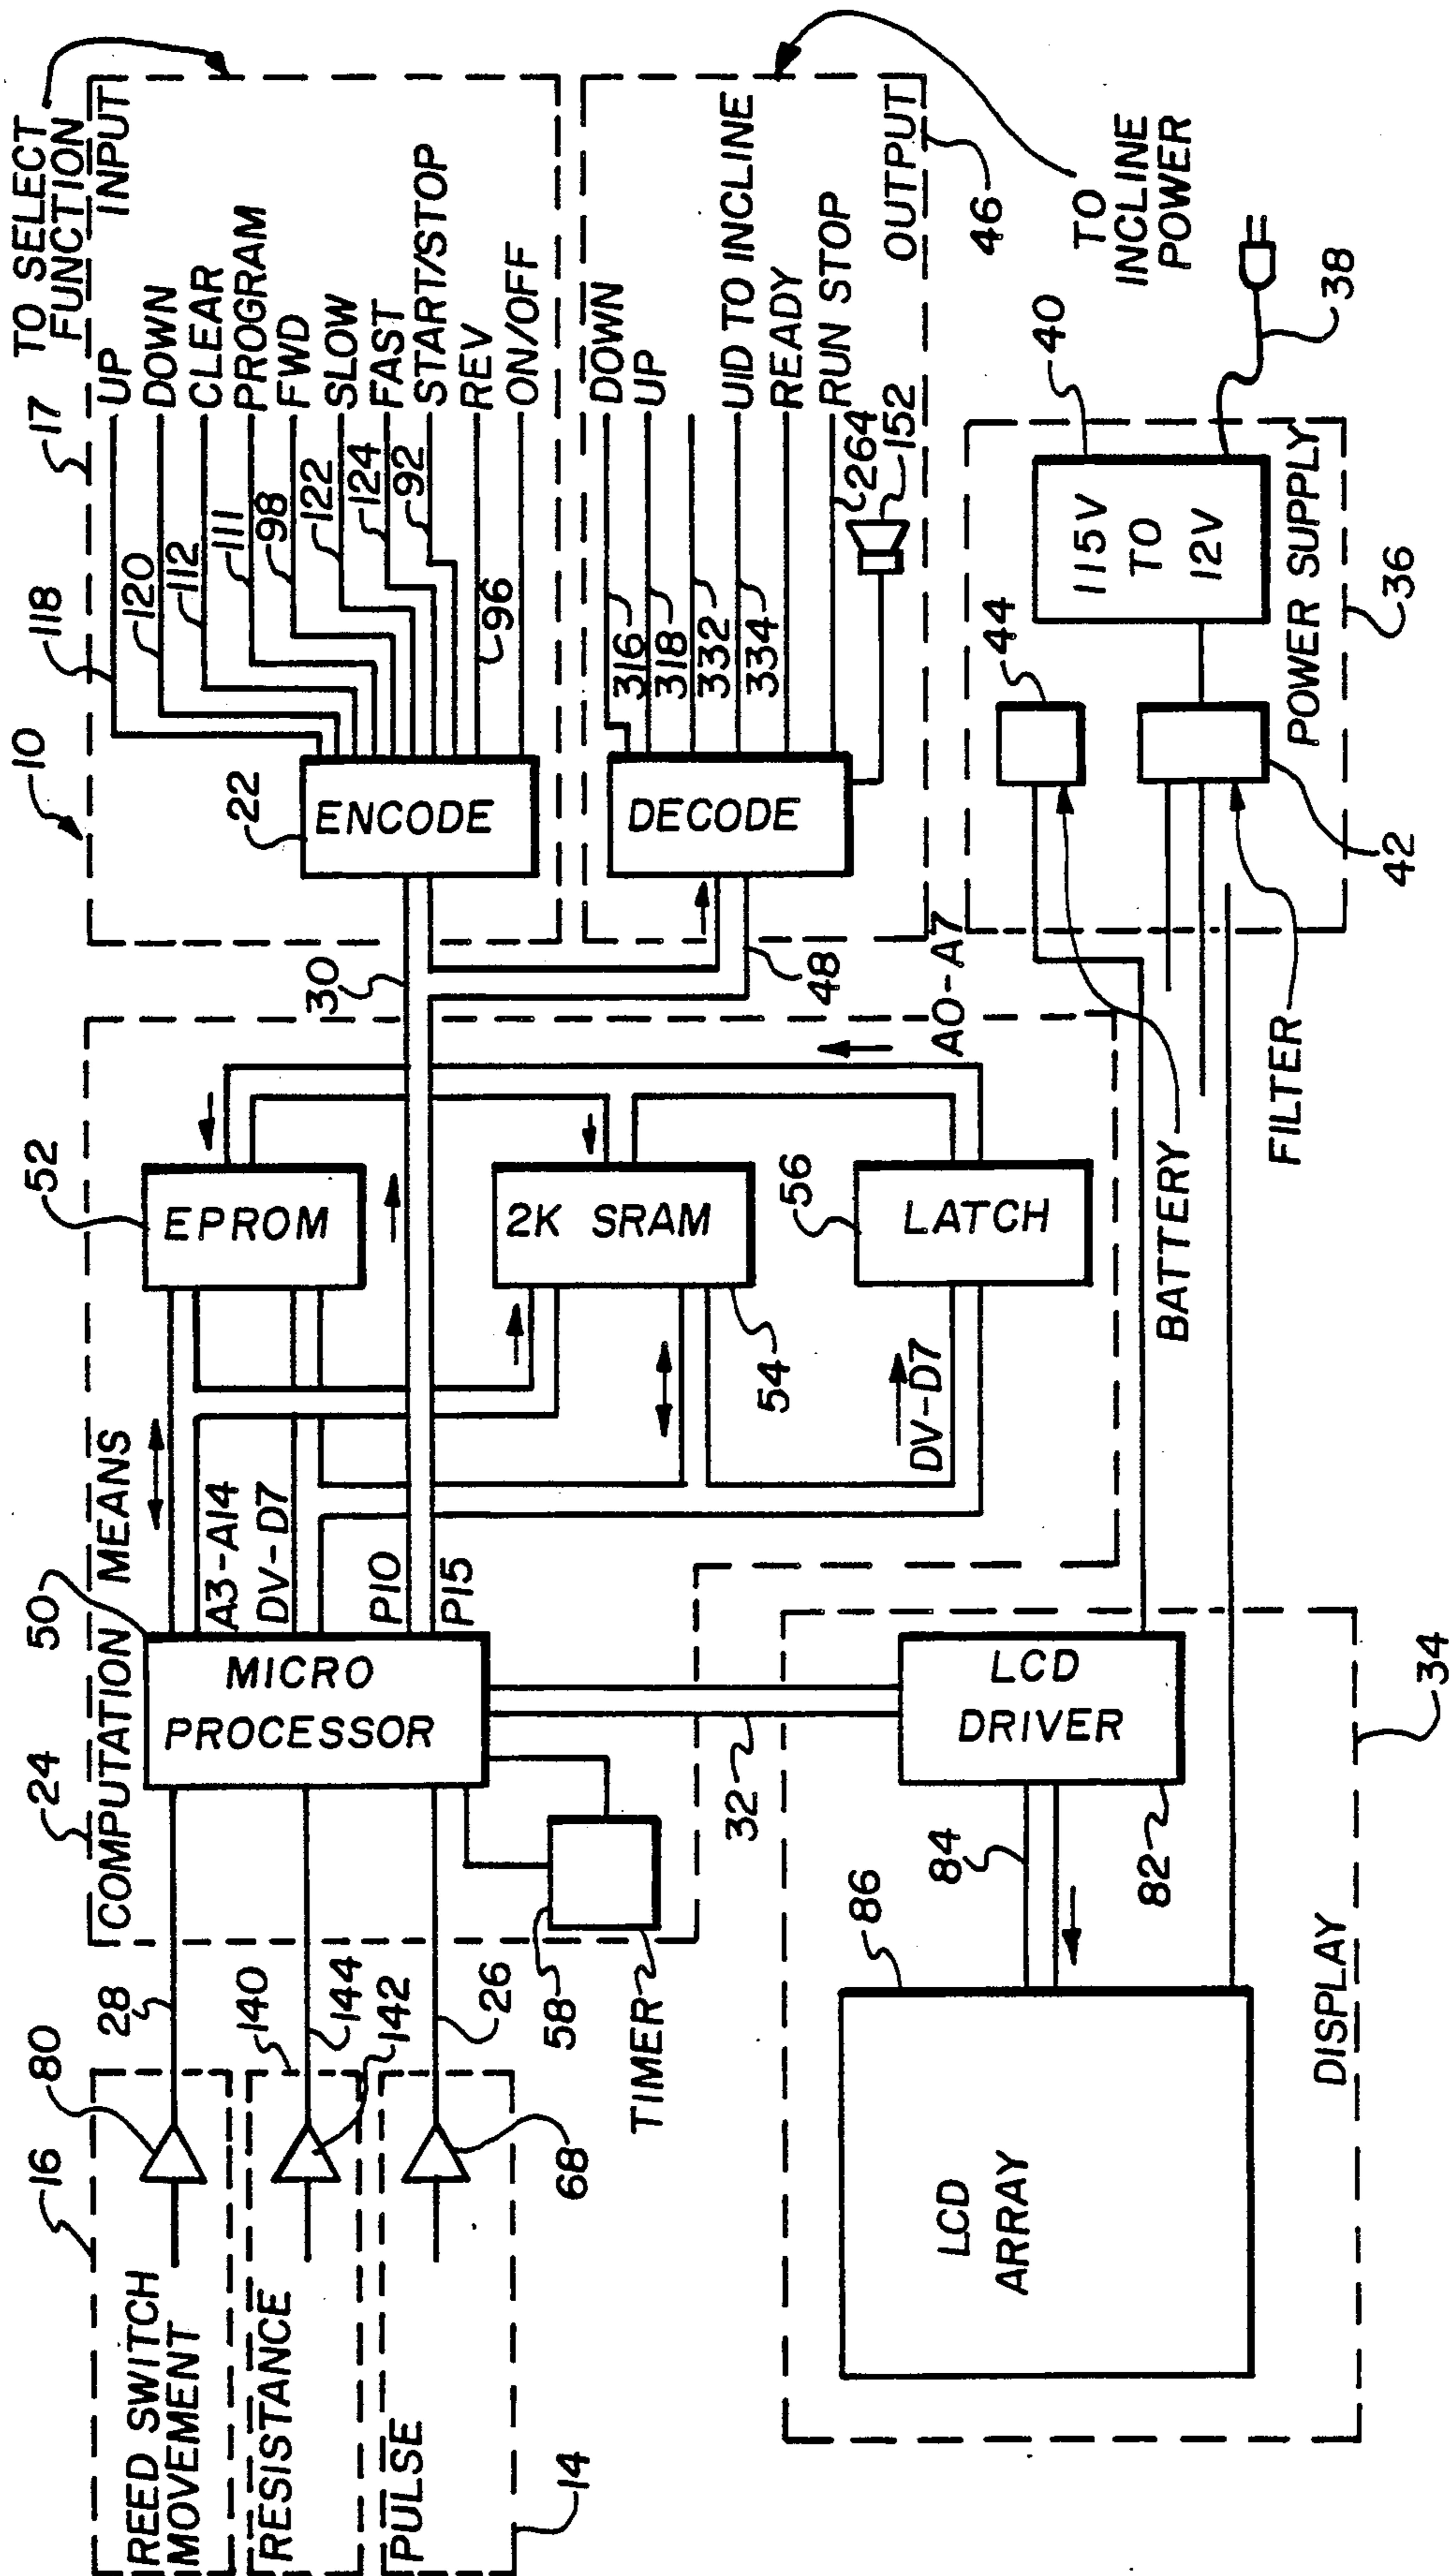 10
17
TO SELECT
FUNCTION
INPUT
118
UP
120
DOWN
112
CLEAR
111
PROGRAM
98
FWD
122
SLOW
124
FAST
92
START/STOP
REV
96
ON/OFF
22
ENCODE
30
DECODE
48
DOWN
316
UP
318
332
UID TO INCLINE
334
READY
RUN STOP
264
152
OUTPUT
46
TO
INCLINE
POWER
24
COMPUTATION MEANS
50
MICRO
PROCESSOR
A3-A14
DV-D7
P10
P15
52
EPROM
2K SRAM
54
56
LATCH
DV-D7
A0-A7
58
TIMER
16
80
28
REED SWITCH
MOVEMENT
140
144
142
RESISTANCE
26
68
PULSE
14
32
LCD
DRIVER
82
84
86
LCD
ARRAY
DISPLAY
34
44
BATTERY
42
FILTER
40
115V
TO
12V
38
POWER SUPPLY
36